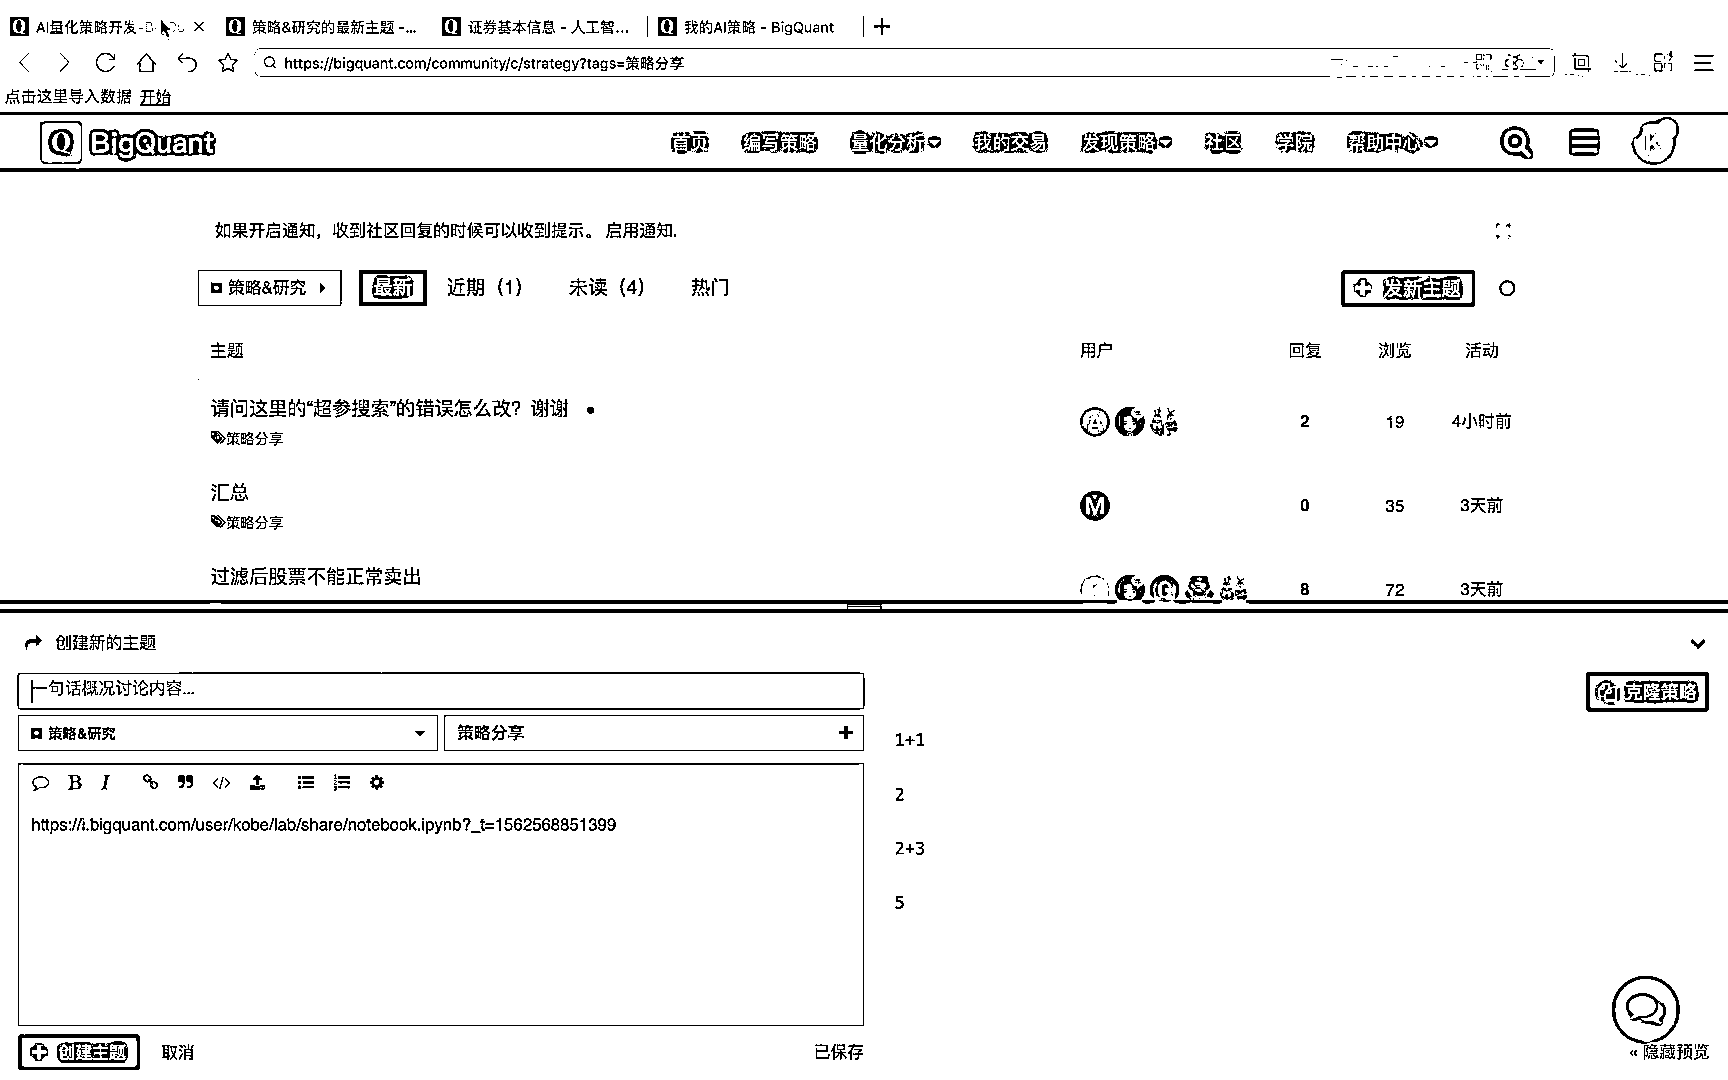 AI量化策略开发-
策略&研究的最新主题 -...
证券基本信息 - 人工智...
我的AI策略 - BigQuant
https://bigquant.com/community/c/strategy?tags=策略分享
点击这里导入数据 开始
BigQuant
首页 编写策略 量化分析 我的交易 发现策略 社区 学院 帮助中心
如果开启通知，收到社区回复的时候可以收到提示。 启用通知.
策略&研究 最新 近期（1） 未读（4） 热门 发新主题
主题 用户 回复 浏览 活动
请问这里的“超参搜索”的错误怎么改？谢谢 2 19 4小时前
策略分享
汇总 0 35 3天前
策略分享
过滤后股票不能正常卖出 8 72 3天前
创建新的主题
一句话概况讨论内容...
克隆策略
策略&研究 策略分享
1+1
2
https://i.bigquant.com/user/kobe/lab/share/notebook.ipynb?_t=1562568851399
2+3
5
创建主题 取消 已保存 « 隐藏预览